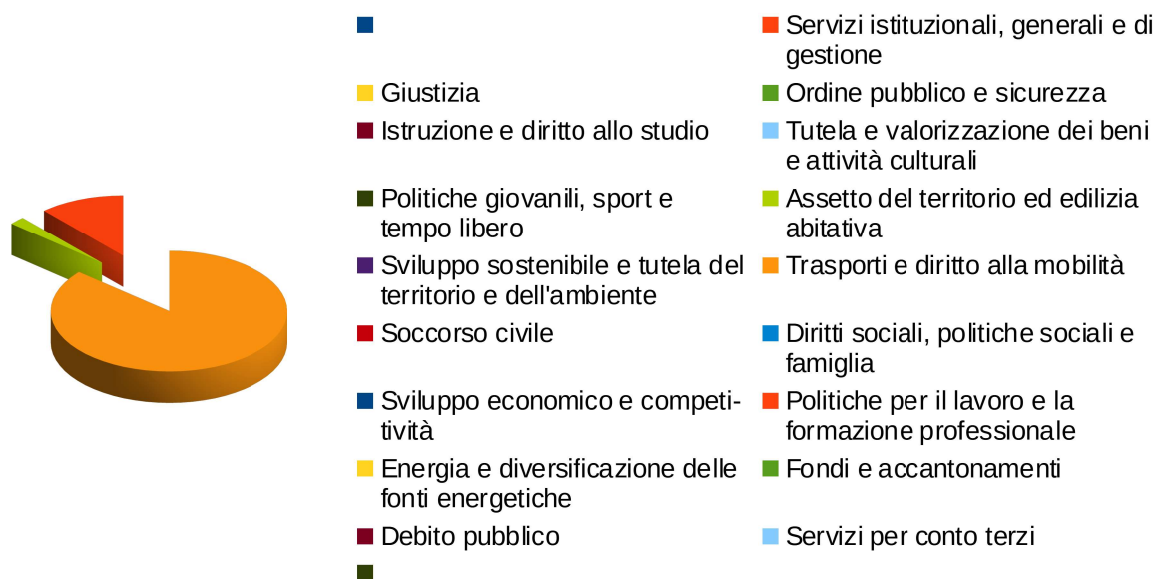 Servizi istituzionali, generali e di
gestione
Giustizia
Ordine pubblico e sicurezza
Istruzione e diritto allo studio
Tutela e valorizzazione dei beni
e attività culturali
Politiche giovanili, sport e
tempo libero
Assetto del territorio ed edilizia
abitativa
Sviluppo sostenibile e tutela del
territorio e dell'ambiente
Trasporti e diritto alla mobilità
Soccorso civile
Diritti sociali, politiche sociali e
famiglia
Sviluppo economico e competi-
tività
Politiche per il lavoro e la
formazione professionale
Energia e diversificazione delle
fonti energetiche
Fondi e accantonamenti
Debito pubblico
Servizi per conto terzi